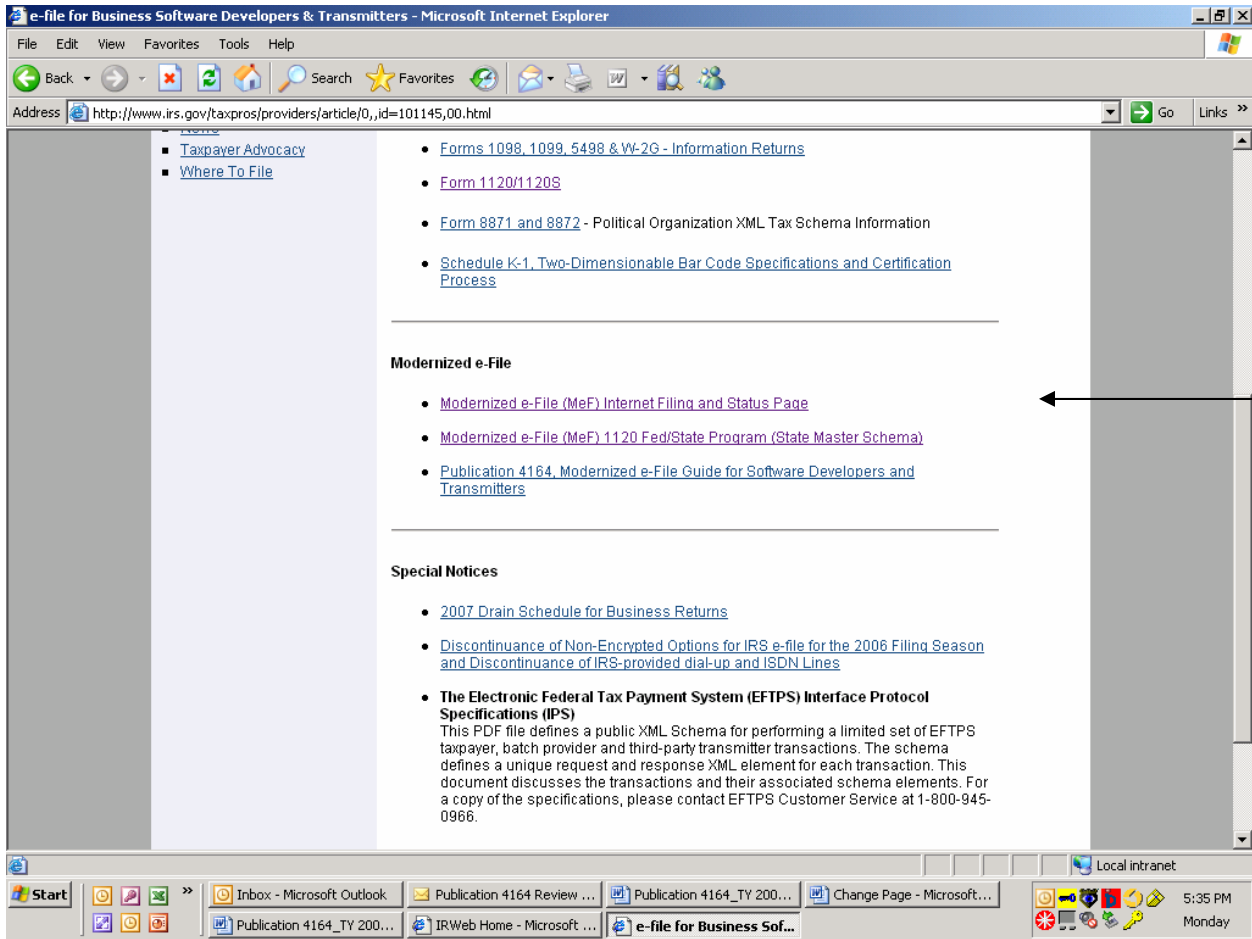 e-file for Business Software Developers & Transmitters - Microsoft Internet Explorer
File Edit View Favorites Tools Help
Back Search Favorites
Address http://www.irs.gov/taxpros/providers/article/0,,id=101145,00.html Go Links »
News
Taxpayer Advocacy
Where To File
Forms 1098, 1099, 5498 & W-2G - Information Returns
Form 1120/1120S
Form 8871 and 8872 - Political Organization XML Tax Schema Information
Schedule K-1, Two-Dimensionable Bar Code Specifications and Certification
Process
Modernized e-File
Modernized e-File (MeF) Internet Filing and Status Page
Modernized e-File (MeF) 1120 Fed/State Program (State Master Schema)
Publication 4164, Modernized e-File Guide for Software Developers and
Transmitters
Special Notices
2007 Drain Schedule for Business Returns
Discontinuance of Non-Encrypted Options for IRS e-file for the 2006 Filing Season
and Discontinuance of IRS-provided dial-up and ISDN Lines
The Electronic Federal Tax Payment System (EFTPS) Interface Protocol
Specifications (IPS)
This PDF file defines a public XML Schema for performing a limited set of EFTPS
taxpayer, batch provider and third-party transmitter transactions. The schema
defines a unique request and response XML element for each transaction. This
document discusses the transactions and their associated schema elements. For
a copy of the specifications, please contact EFTPS Customer Service at 1-800-945-
0966.
Local intranet
Start » Inbox - Microsoft Outlook Publication 4164 Review ... Publication 4164_TY 200... Change Page - Microsoft... 5:35 PM
Publication 4164_TY 200... IRWeb Home - Microsoft ... e-file for Business Sof... Monday